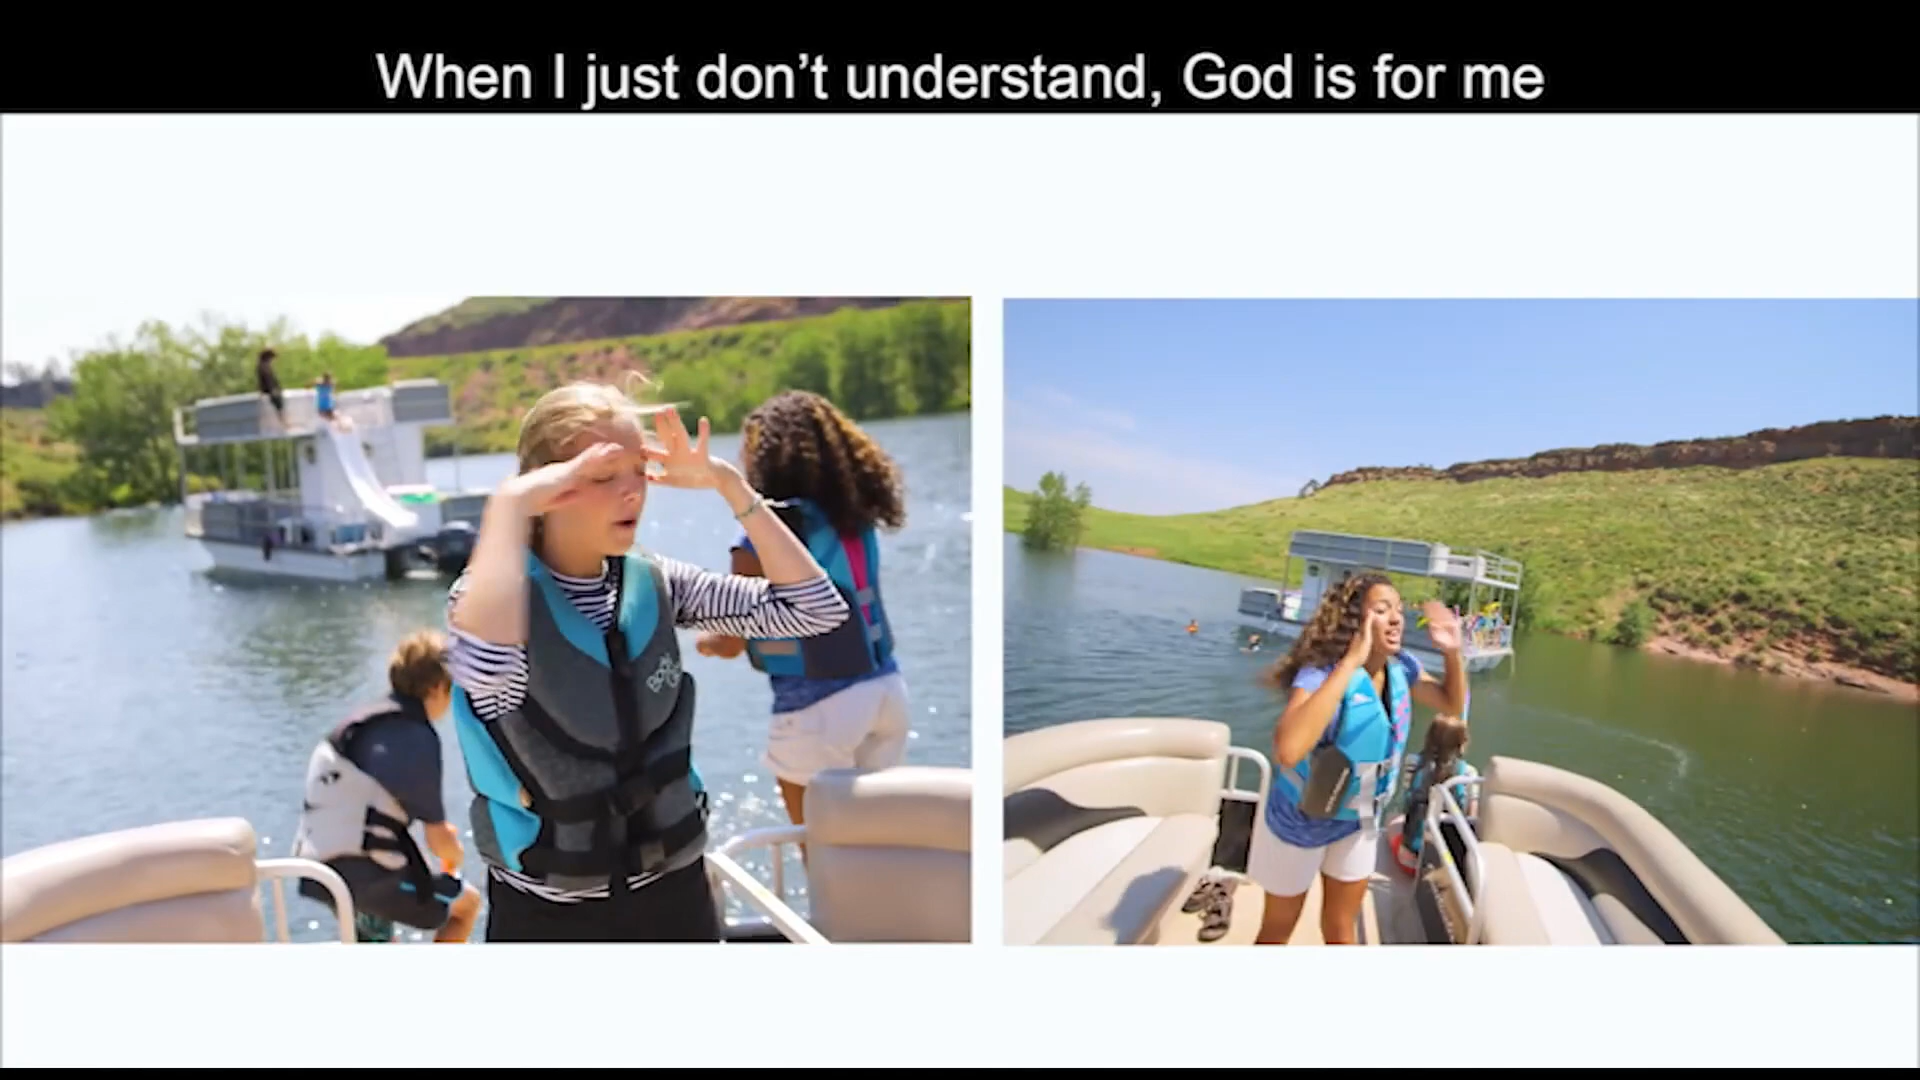 When I just don’t understand, God is for me